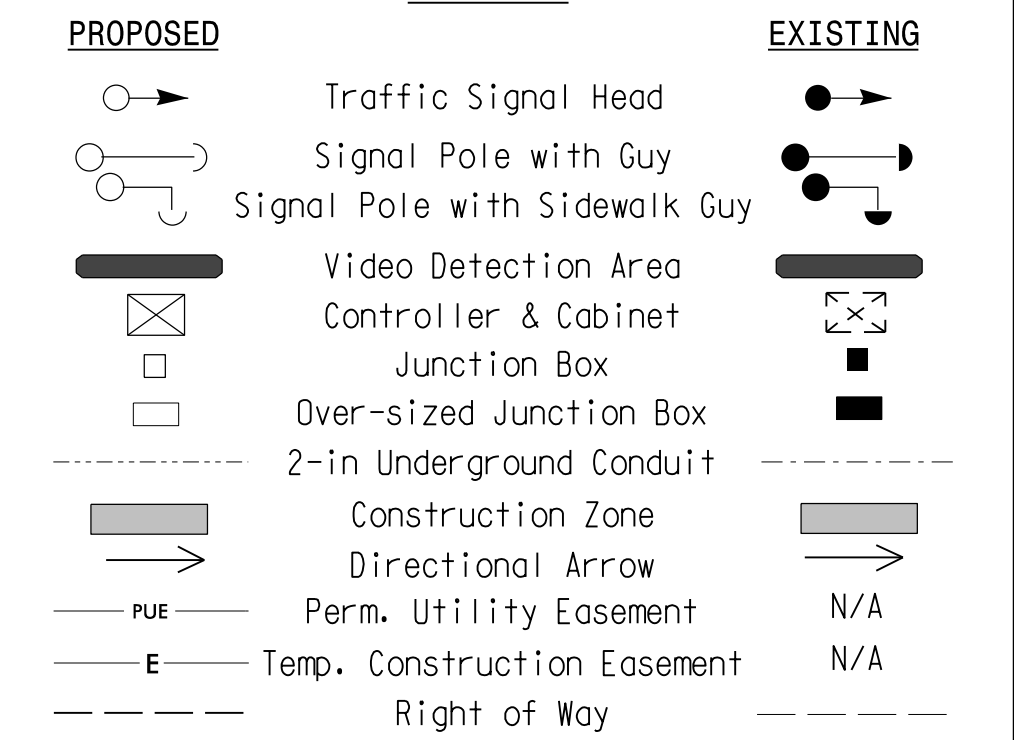 PROPOSED EXISTING
Traffic Signal Head
Signal Pole with Guy
Signal Pole with Sidewalk Guy
Video Detection Area
Controller & Cabinet
Junction Box
Over-sized Junction Box
2-in Underground Conduit
Construction Zone
Directional Arrow
PUE Perm. Utility Easement N/A
E Temp. Construction Easement N/A
Right of Way